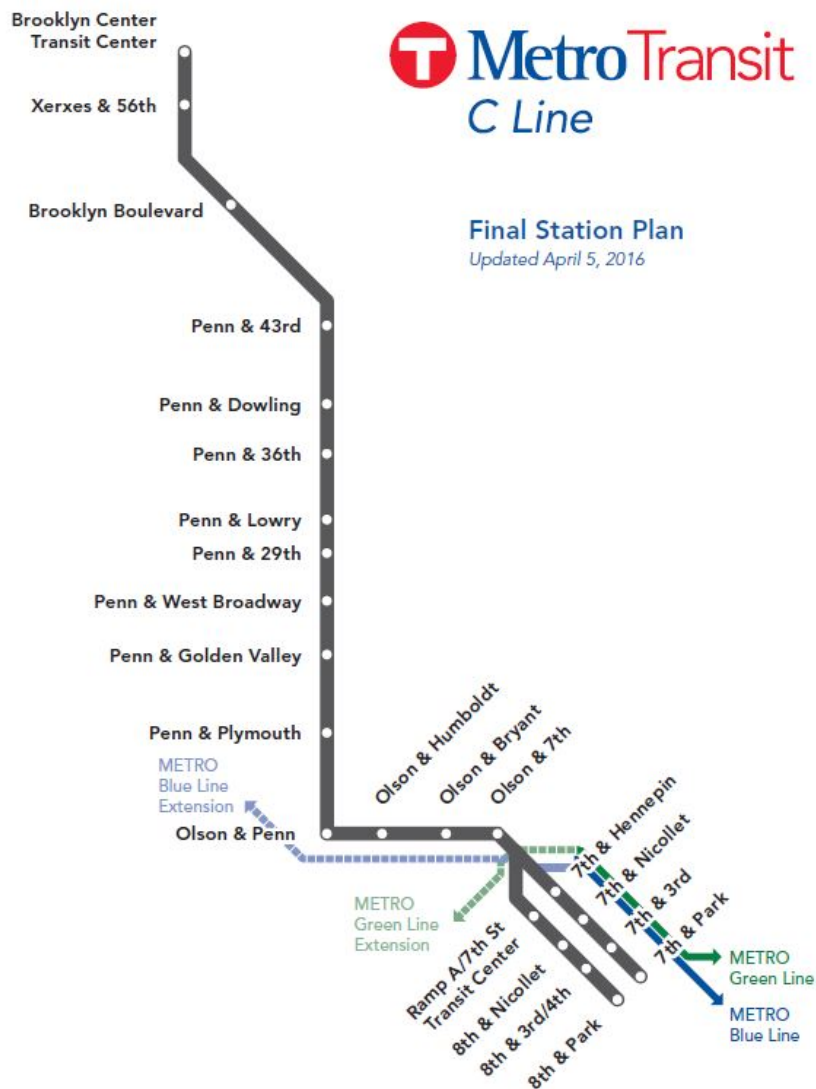 Brooklyn Center
Transit Center
T MetroTransit
C Line
Xerxes & 56th
Brooklyn Boulevard
Final Station Plan
Updated April 5, 2016
Penn & 43rd
Penn & Dowling
Penn & 36th
Penn & Lowry
Penn & 29th
Penn & West Broadway
Penn & Golden Valley
Penn & Plymouth
METRO
Blue Line
Extension
Olson & Penn
Olson & Humboldt
Olson & Bryant
Olson & 7th
7th & Hennepin
7th & Nicollet
7th & 3rd
7th & Park
METRO
Green Line
Extension
Ramp A/7th St
Transit Center
8th & Nicollet
8th & 3rd/4th
8th & Park
METRO
Green Line
METRO
Blue Line